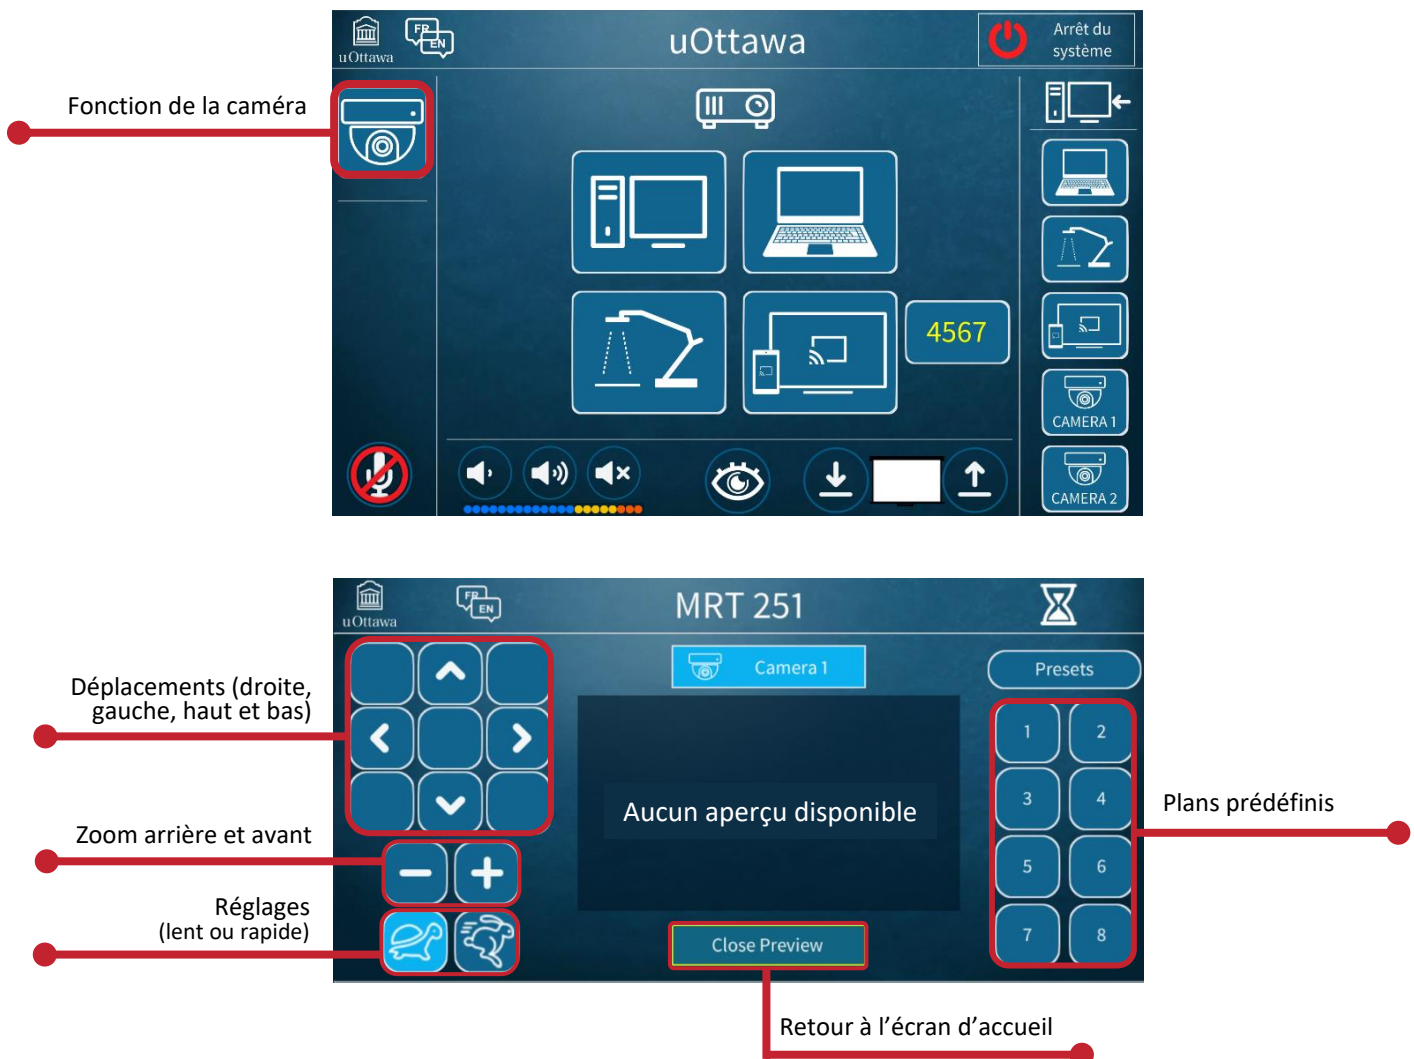 uOttawa
FR
EN
uOttawa
Arrêt du
système
Fonction de la caméra
4567
CAMERA 1
CAMERA 2
uOttawa
FR
EN
MRT 251
Camera 1
Presets
Déplacements (droite,
gauche, haut et bas)
1 2
3 4
Aucun aperçu disponible
Plans prédéfinis
Zoom arrière et avant
5 6
Réglages
(lent ou rapide)
7 8
Close Preview
Retour à l’écran d’accueil